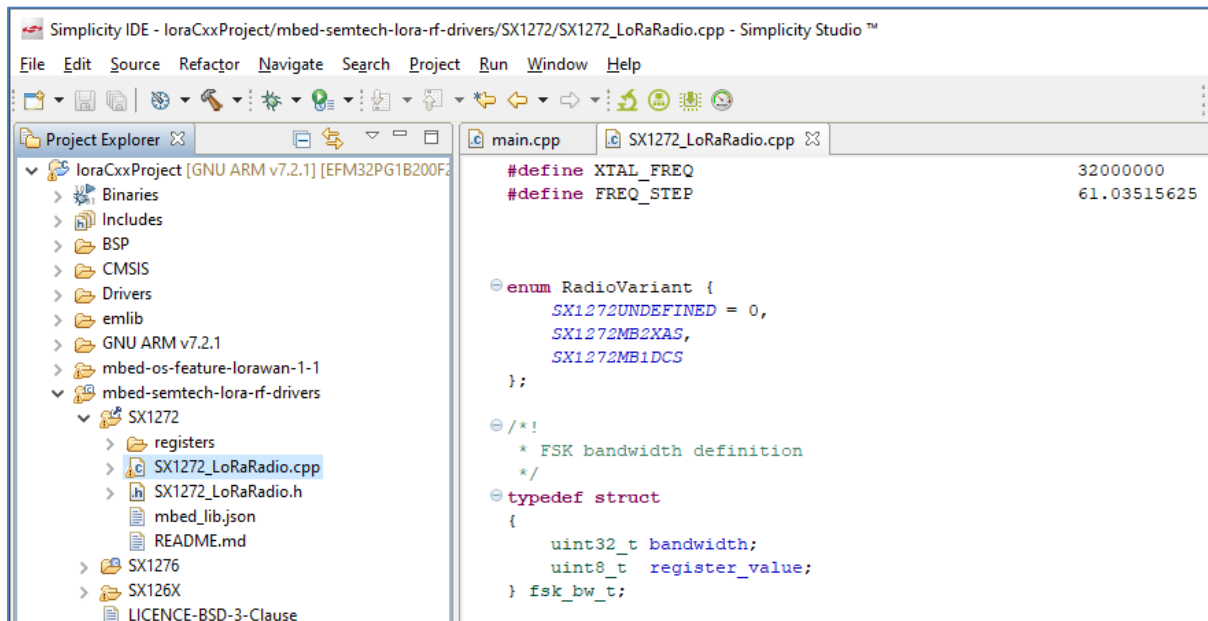 Simplicity IDE - loraCxxProject/mbed-semtech-lora-rf-drivers/SX1272/SX1272_LoRaRadio.cpp - Simplicity Studio ™
File Edit Source Refactor Navigate Search Project Run Window Help
Project Explorer
loraCxxProject [GNU ARM v7.2.1] [EFM32PG1B200F2
Binaries
Includes
BSP
CMSIS
Drivers
emlib
GNU ARM v7.2.1
mbed-os-feature-lorawan-1-1
mbed-semtech-lora-rf-drivers
SX1272
registers
SX1272_LoRaRadio.cpp
SX1272_LoRaRadio.h
mbed_lib.json
README.md
SX1276
SX126X
LICENCE-BSD-3-Clause
main.cpp SX1272_LoRaRadio.cpp
#define XTAL_FREQ 32000000
#define FREQ_STEP 61.03515625
enum RadioVariant {
SX1272UNDEFINED = 0,
SX1272MB2XAS,
SX1272MB1DCS
};
/*!
* FSK bandwidth definition
*/
typedef struct
{
uint32_t bandwidth;
uint8_t register_value;
} fsk_bw_t;